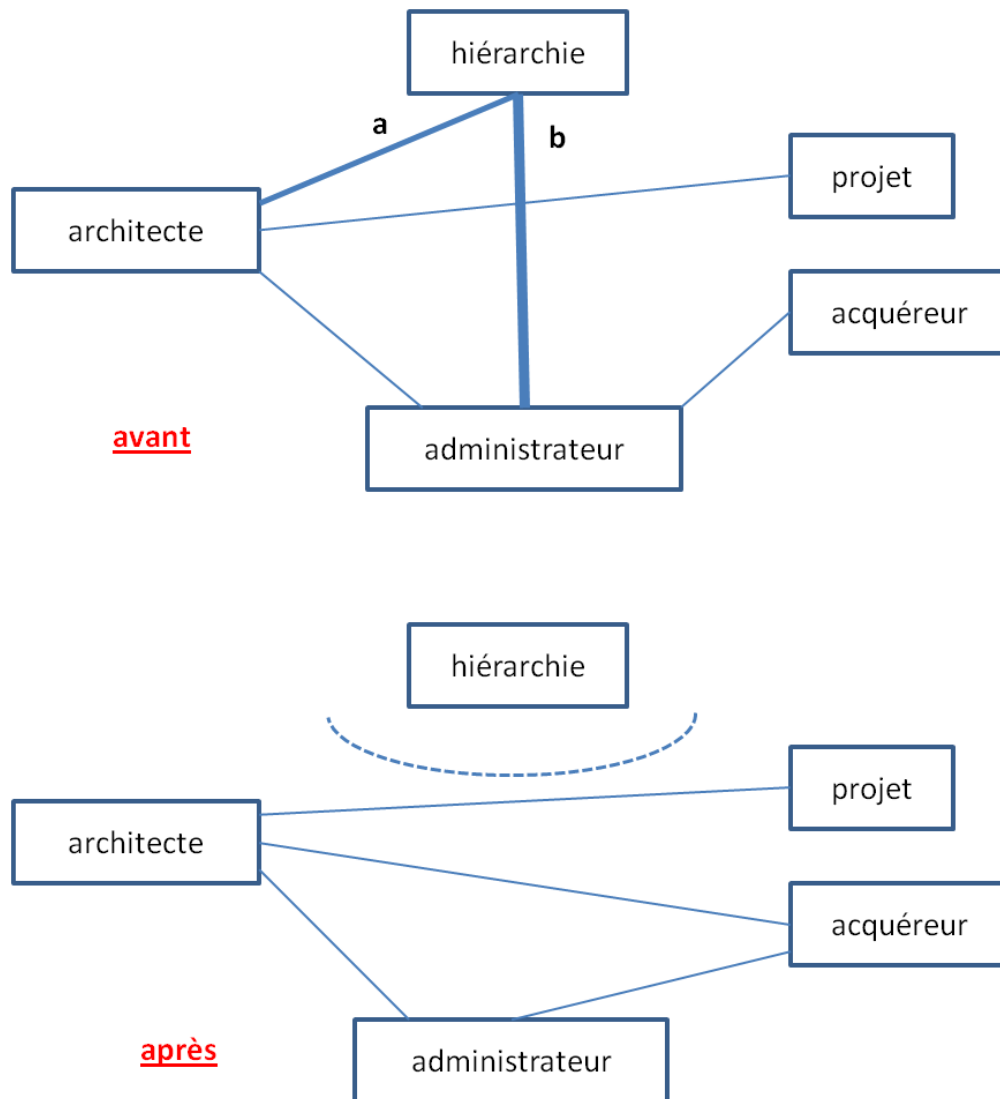 hiérarchie
a
b
projet
architecte
acquéreur
avant
administrateur
hiérarchie
projet
architecte
acquéreur
après
administrateur